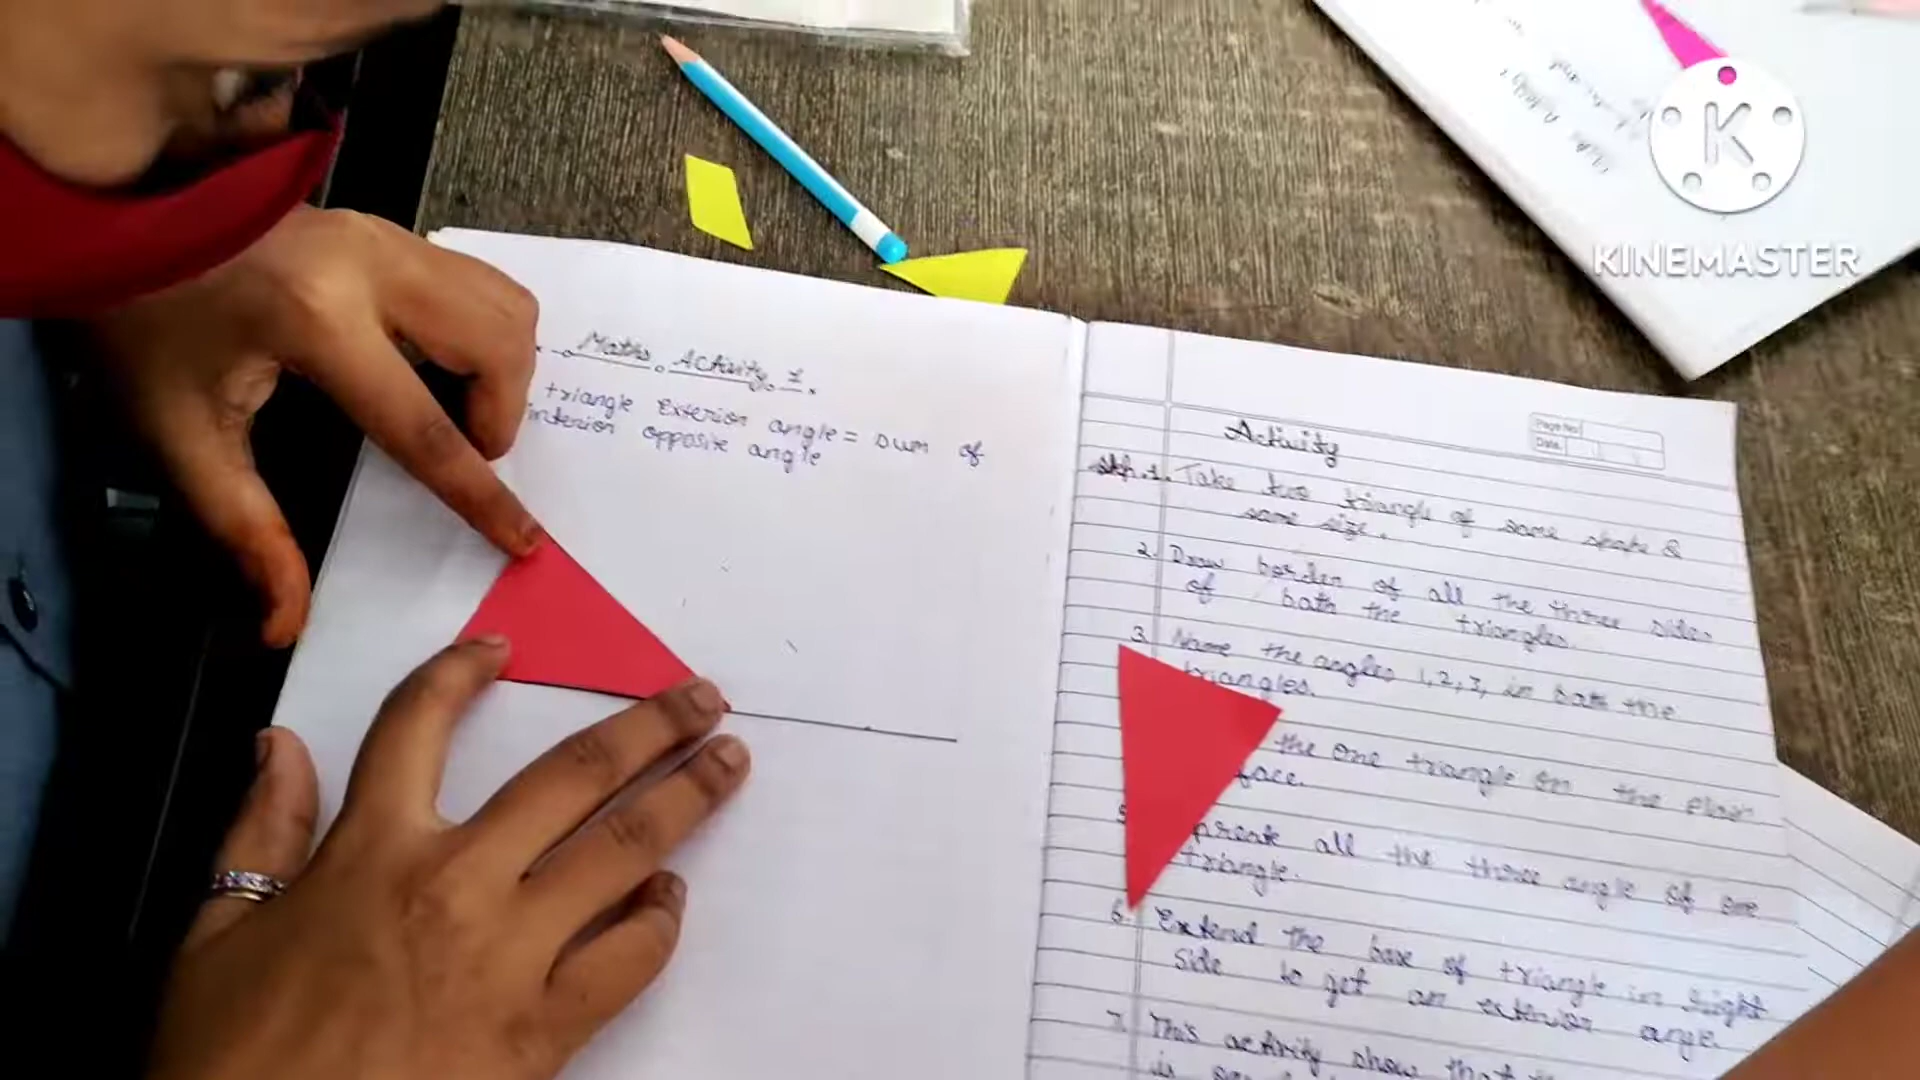 Maths Activity 1
triangle Exterior angle = sum of
interior opposite angle
Activity
Page No:
Date:
1. Take two triangle of same shape &
same size.
2. Draw border of all the three sides
of both the triangles.
3. Name the angles 1,2,3, in both the
triangles.
the one triangle on the plain
face.
all the three angle of one
triangle.
6. Extend the base of triangle in right
side to get an exterior ange
7. This activity show that
is
KINEMASTER